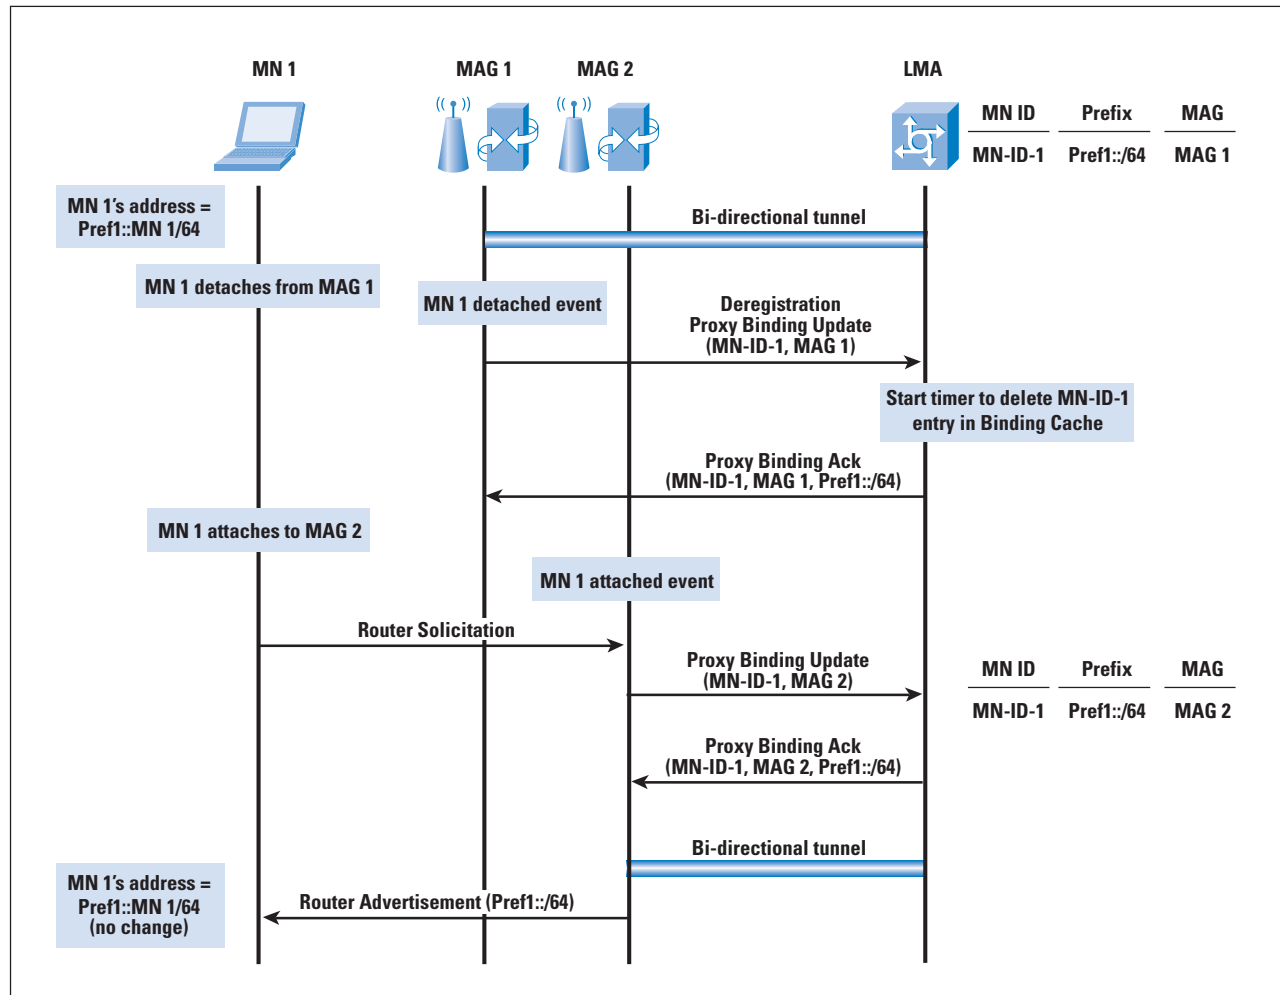 MN 1
MAG 1
MAG 2
LMA
MN ID
Prefix
MAG
MN-ID-1
Pref1::/64
MAG 1
MN 1's address =
Pref1::MN 1/64
Bi-directional tunnel
MN 1 detaches from MAG 1
MN 1 detached event
Deregistration
Proxy Binding Update
(MN-ID-1, MAG 1)
Start timer to delete MN-ID-1
entry in Binding Cache
Proxy Binding Ack
(MN-ID-1, MAG 1, Pref1::/64)
MN 1 attaches to MAG 2
MN 1 attached event
Router Solicitation
Proxy Binding Update
(MN-ID-1, MAG 2)
MN ID
Prefix
MAG
MN-ID-1
Pref1::/64
MAG 2
Proxy Binding Ack
(MN-ID-1, MAG 2, Pref1::/64)
Bi-directional tunnel
MN 1's address =
Pref1::MN 1/64
(no change)
Router Advertisement (Pref1::/64)